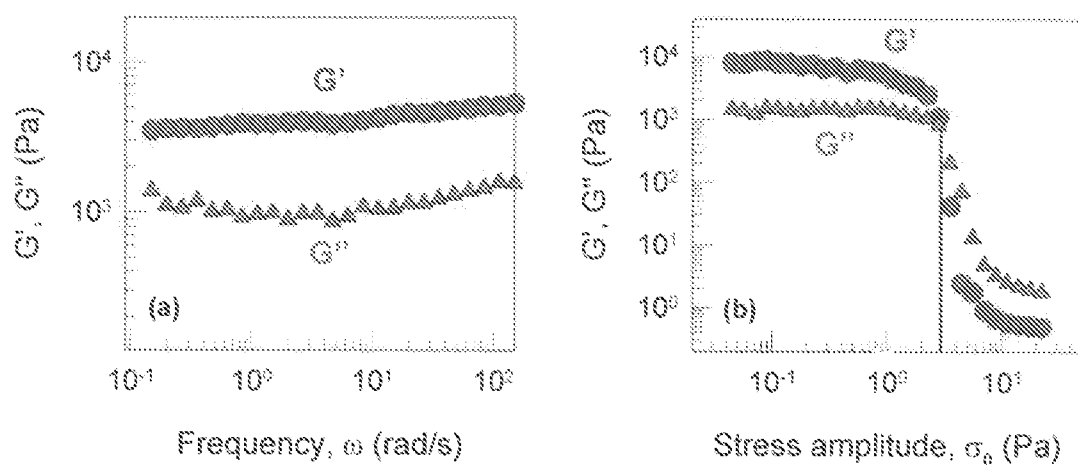 G', G'' (Pa)
10⁴
10³
G'
G''
(a)
10⁻¹ 10⁰ 10¹ 10²
Frequency, ω (rad/s)
G', G'' (Pa)
10⁴
10³
10²
10¹
10⁰
G'
G''
(b)
10⁻¹ 10⁰ 10¹
Stress amplitude, σ₀ (Pa)